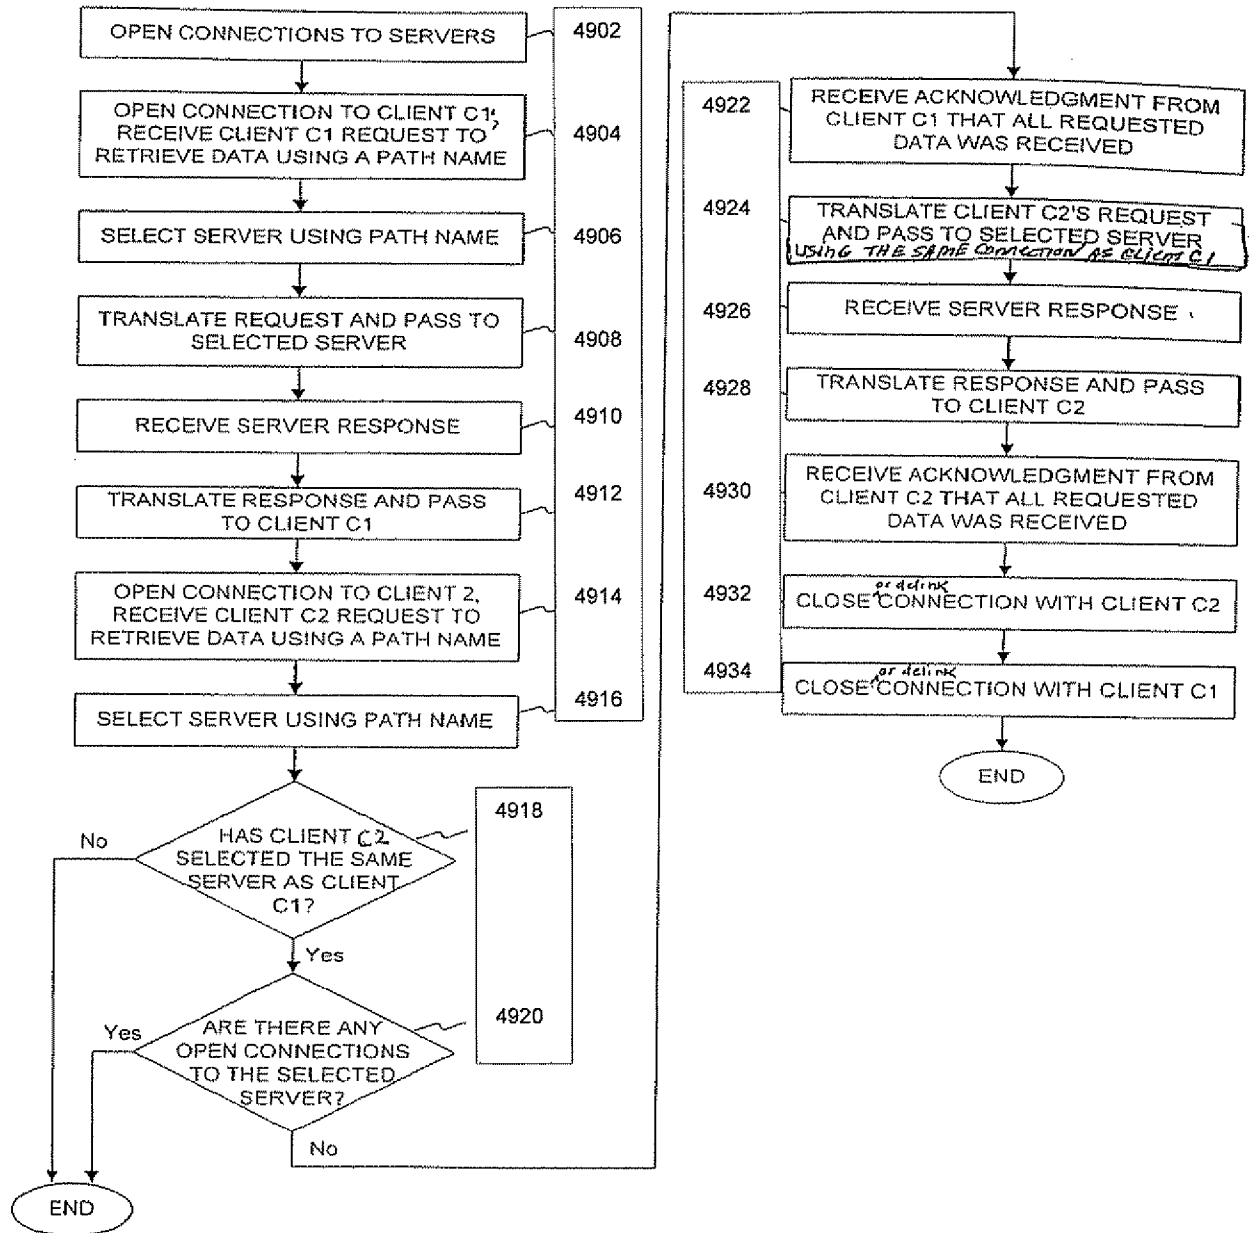 OPEN CONNECTIONS TO SERVERS
4902
OPEN CONNECTION TO CLIENT C1,
RECEIVE CLIENT C1 REQUEST TO
RETRIEVE DATA USING A PATH NAME
4904
SELECT SERVER USING PATH NAME
4906
TRANSLATE REQUEST AND PASS TO
SELECTED SERVER
4908
RECEIVE SERVER RESPONSE
4910
TRANSLATE RESPONSE AND PASS
TO CLIENT C1
4912
OPEN CONNECTION TO CLIENT 2,
RECEIVE CLIENT C2 REQUEST TO
RETRIEVE DATA USING A PATH NAME
4914
SELECT SERVER USING PATH NAME
4916
HAS CLIENT C2
SELECTED THE SAME
SERVER AS CLIENT
C1?
4918
No
Yes
ARE THERE ANY
OPEN CONNECTIONS
TO THE SELECTED
SERVER?
4920
Yes
No
END
4922
RECEIVE ACKNOWLEDGMENT FROM
CLIENT C1 THAT ALL REQUESTED
DATA WAS RECEIVED
4924
TRANSLATE CLIENT C2'S REQUEST
AND PASS TO SELECTED SERVER
USING THE SAME CONNECTION AS CLIENT C1
4926
RECEIVE SERVER RESPONSE
4928
TRANSLATE RESPONSE AND PASS
TO CLIENT C2
4930
RECEIVE ACKNOWLEDGMENT FROM
CLIENT C2 THAT ALL REQUESTED
DATA WAS RECEIVED
4932
or delink
CLOSE CONNECTION WITH CLIENT C2
4934
or delink
CLOSE CONNECTION WITH CLIENT C1
END